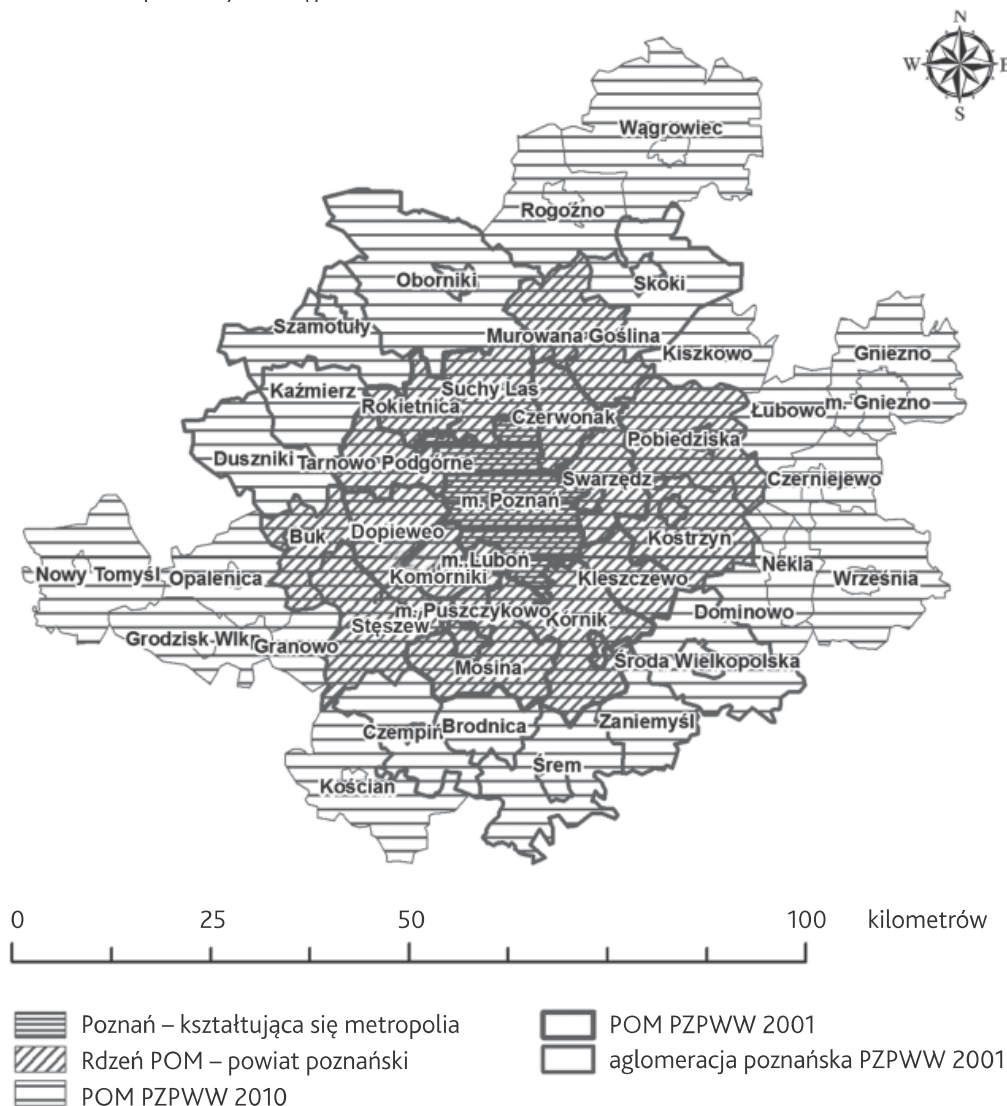 N
W E
S
Wągrowiec
Rogoźno
Oborniki
Skoki
Szamotuły
Murowana Goślina
Kiszkowo
Gniezno
Kaźmierz
Suchy Las
Rokietnica
Czerwonak
Łubowo
m. Gniezno
Pobiedziska
Duszniki
Tarnowo Podgórne
Swarzędz
Czerniejewo
m. Poznań
Buk
Dopieweo
Kostrzyn
m. Luboń
Nekla
Nowy Tomyśl
Opalenica
Komorniki
Kleszczewo
Września
m. Puszczykowo
Kórnik
Dominowo
Stęszew
Grodzisk Wlkp
Granowo
Mosina
Środa Wielkopolska
Czempiń
Brodnica
Zaniemyśl
Śrem
Kościan
0 25 50 100 kilometrów
Poznań – kształtująca się metropolia
Rdzeń POM – powiat poznański
POM PZPWW 2010
POM PZPWW 2001
aglomeracja poznańska PZPWW 2001